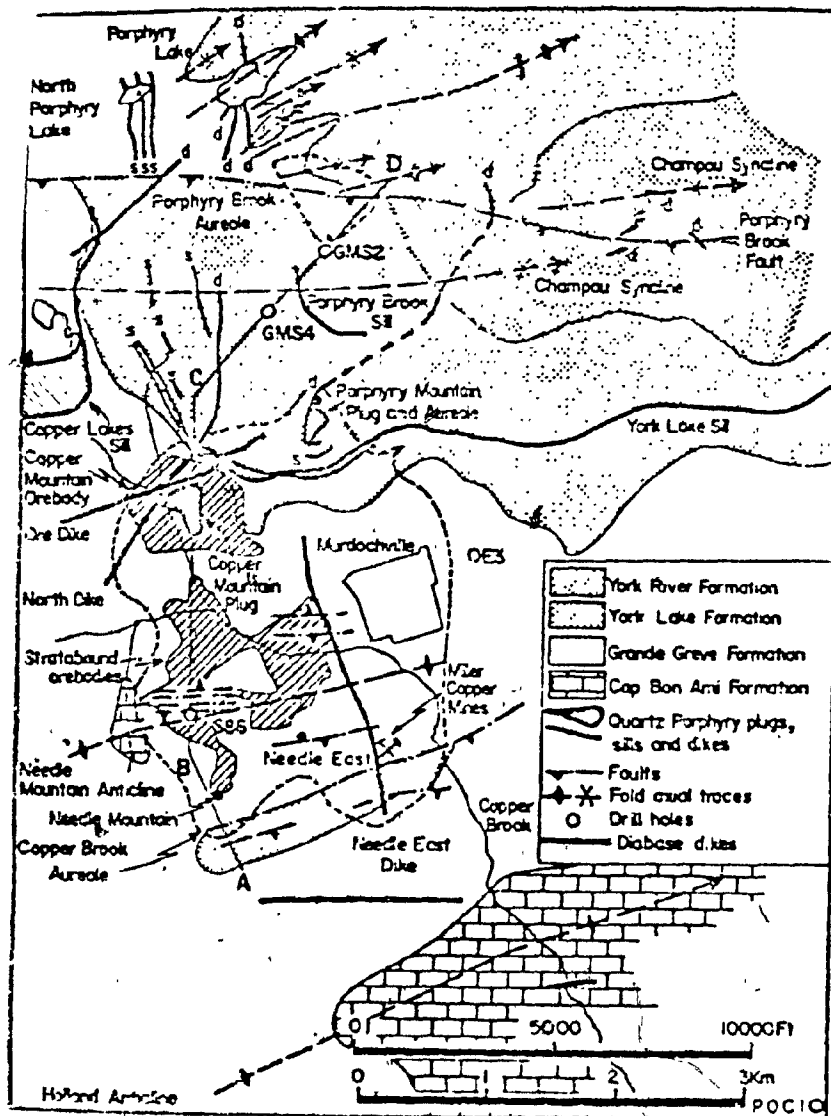 Porphyry
Lake
North
Porphyry
Lake
d
d
d
d
d
d
s s s
D
d
Champou Syncline
Porphyry Brook
Aureole
Porphyry
Brook
Fault
GMS2
Champou Syncline
s
s
s
d
s
s
Porphyry Brook
Sill
GMS4
C
d
Porphyry Mountain
Plug and Aureole
s
York Lake Sill
Copper Lakes
Sill
Copper
Mountain
Orebody
Ore Dike
Murdochville
OE3
Copper
Mountain
Plug
North Dike
Stratabound
orebodies
Miller
Copper
Mines
B
Needle East
Needle
Mountain Anticline
Needle Mountain
Copper Brook
Aureole
Copper
Brook
Needle East
Dike
A
York River Formation
York Lake Formation
Grande Greve Formation
Cap Bon Ami Formation
Quartz Porphyry plugs,
sills and dikes
Faults
Fold axual traces
Drill holes
Diabase dikes
0 5000 10000Ft
0 1 2 3Km
Holland Anticline
POCIO